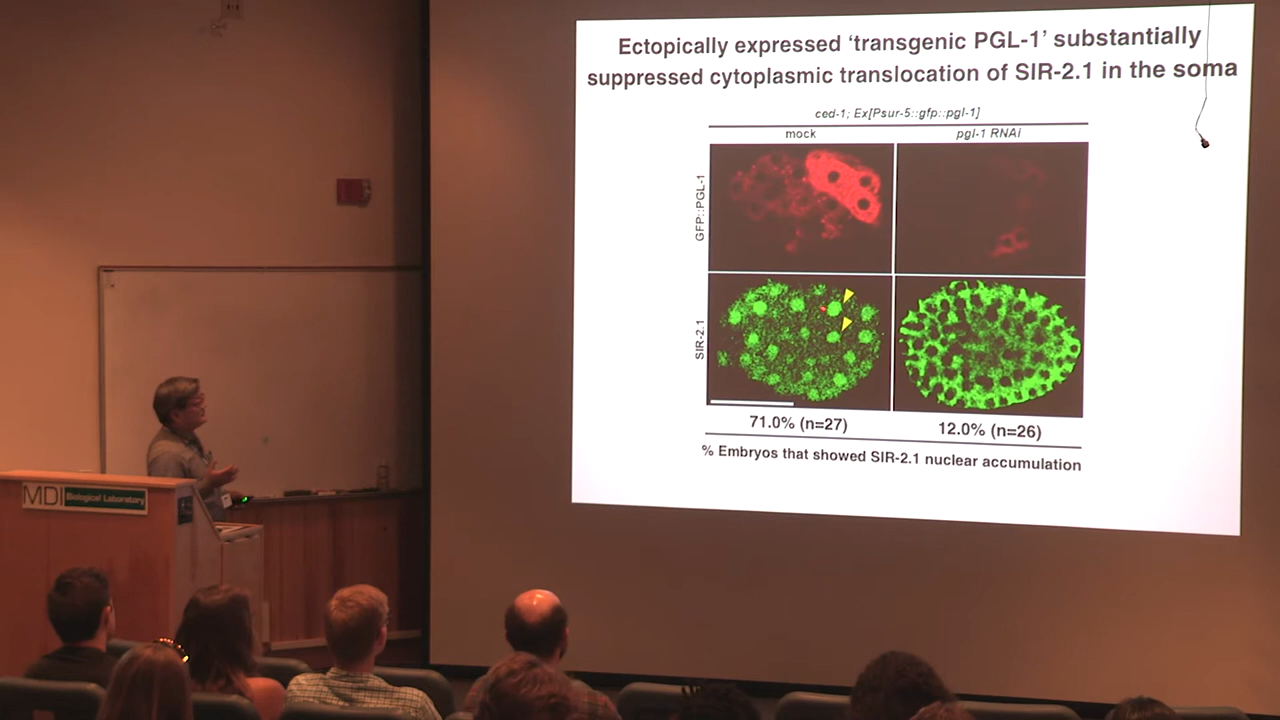 Ectopically expressed ‘transgenic PGL-1’ substantially
suppressed cytoplasmic translocation of SIR-2.1 in the soma
ced-1; Ex[Psur-5::gfp::pgl-1]
mock
pgl-1 RNAi
GFP::PGL-1
SIR-2.1
71.0% (n=27)
12.0% (n=26)
% Embryos that showed SIR-2.1 nuclear accumulation
MDI Biological Laboratory